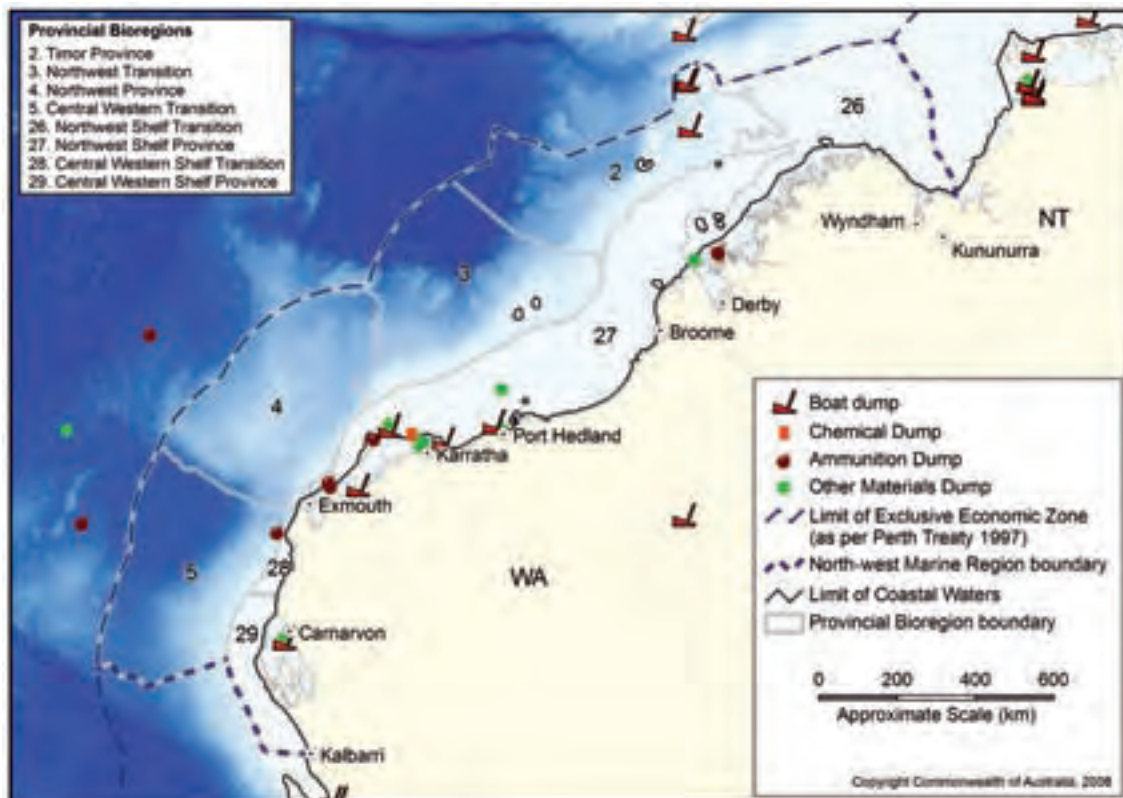 Provincial Bioregions
2. Timor Province
3. Northwest Transition
4. Northwest Province
5. Central Western Transition
26. Northwest Shelf Transition
27. Northwest Shelf Province
28. Central Western Shelf Transition
29. Central Western Shelf Province
26
2
Wyndham
NT
Kununurra
3
Derby
27
Broome
4
Port Hedland
Karratha
Exmouth
28
5
WA
29
Carnarvon
Kalbarri
Boat dump
Chemical Dump
Ammunition Dump
Other Materials Dump
Limit of Exclusive Economic Zone
(as per Perth Treaty 1997)
North-west Marine Region boundary
Limit of Coastal Waters
Provincial Bioregion boundary
0 200 400 600
Approximate Scale (km)
Copyright Commonwealth of Australia, 2008